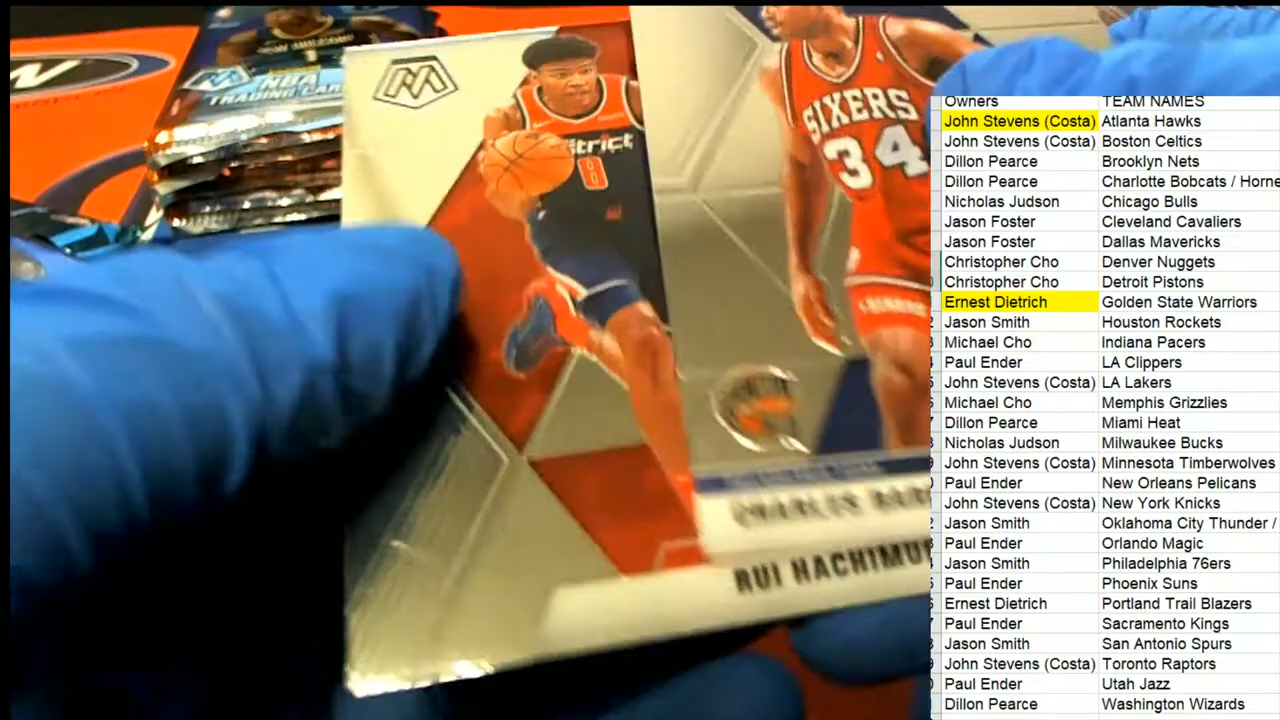 NEW ORLEANS
1
NBA
TRADING CAR
M
strict
8
SIXERS
34
CHARLES BAR
RUI HACHIMU
Owners TEAM NAMES
John Stevens (Costa) Atlanta Hawks
John Stevens (Costa) Boston Celtics
Dillon Pearce Brooklyn Nets
Dillon Pearce Charlotte Bobcats / Horne
Nicholas Judson Chicago Bulls
Jason Foster Cleveland Cavaliers
Jason Foster Dallas Mavericks
Christopher Cho Denver Nuggets
Christopher Cho Detroit Pistons
Ernest Dietrich Golden State Warriors
Jason Smith Houston Rockets
Michael Cho Indiana Pacers
Paul Ender LA Clippers
John Stevens (Costa) LA Lakers
Michael Cho Memphis Grizzlies
Dillon Pearce Miami Heat
Nicholas Judson Milwaukee Bucks
John Stevens (Costa) Minnesota Timberwolves
Paul Ender New Orleans Pelicans
John Stevens (Costa) New York Knicks
Jason Smith Oklahoma City Thunder /
Paul Ender Orlando Magic
Jason Smith Philadelphia 76ers
Paul Ender Phoenix Suns
Ernest Dietrich Portland Trail Blazers
Paul Ender Sacramento Kings
Jason Smith San Antonio Spurs
John Stevens (Costa) Toronto Raptors
Paul Ender Utah Jazz
Dillon Pearce Washington Wizards